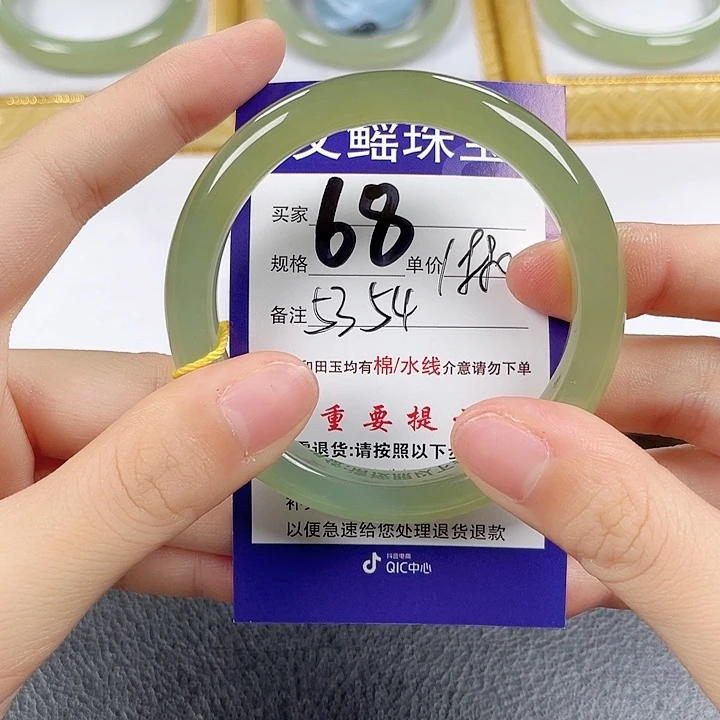 鳐珠
买家 68
规格 单价
备注 53 54
和田玉均有棉/水线介意请勿下单
重要提
退货:请按照以下
以便急速给您处理退货退款
抖音电商
QIC中心